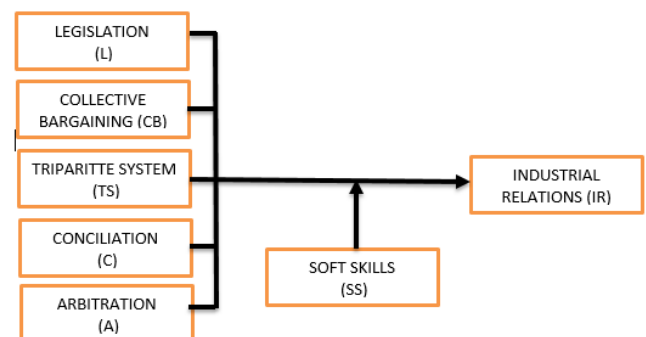 LEGISLATION
(L)
COLLECTIVE
BARGAINING (CB)
TRIPARITTE SYSTEM
(TS)
CONCILIATION
(C)
ARBITRATION
(A)
SOFT SKILLS
(SS)
INDUSTRIAL
RELATIONS (IR)